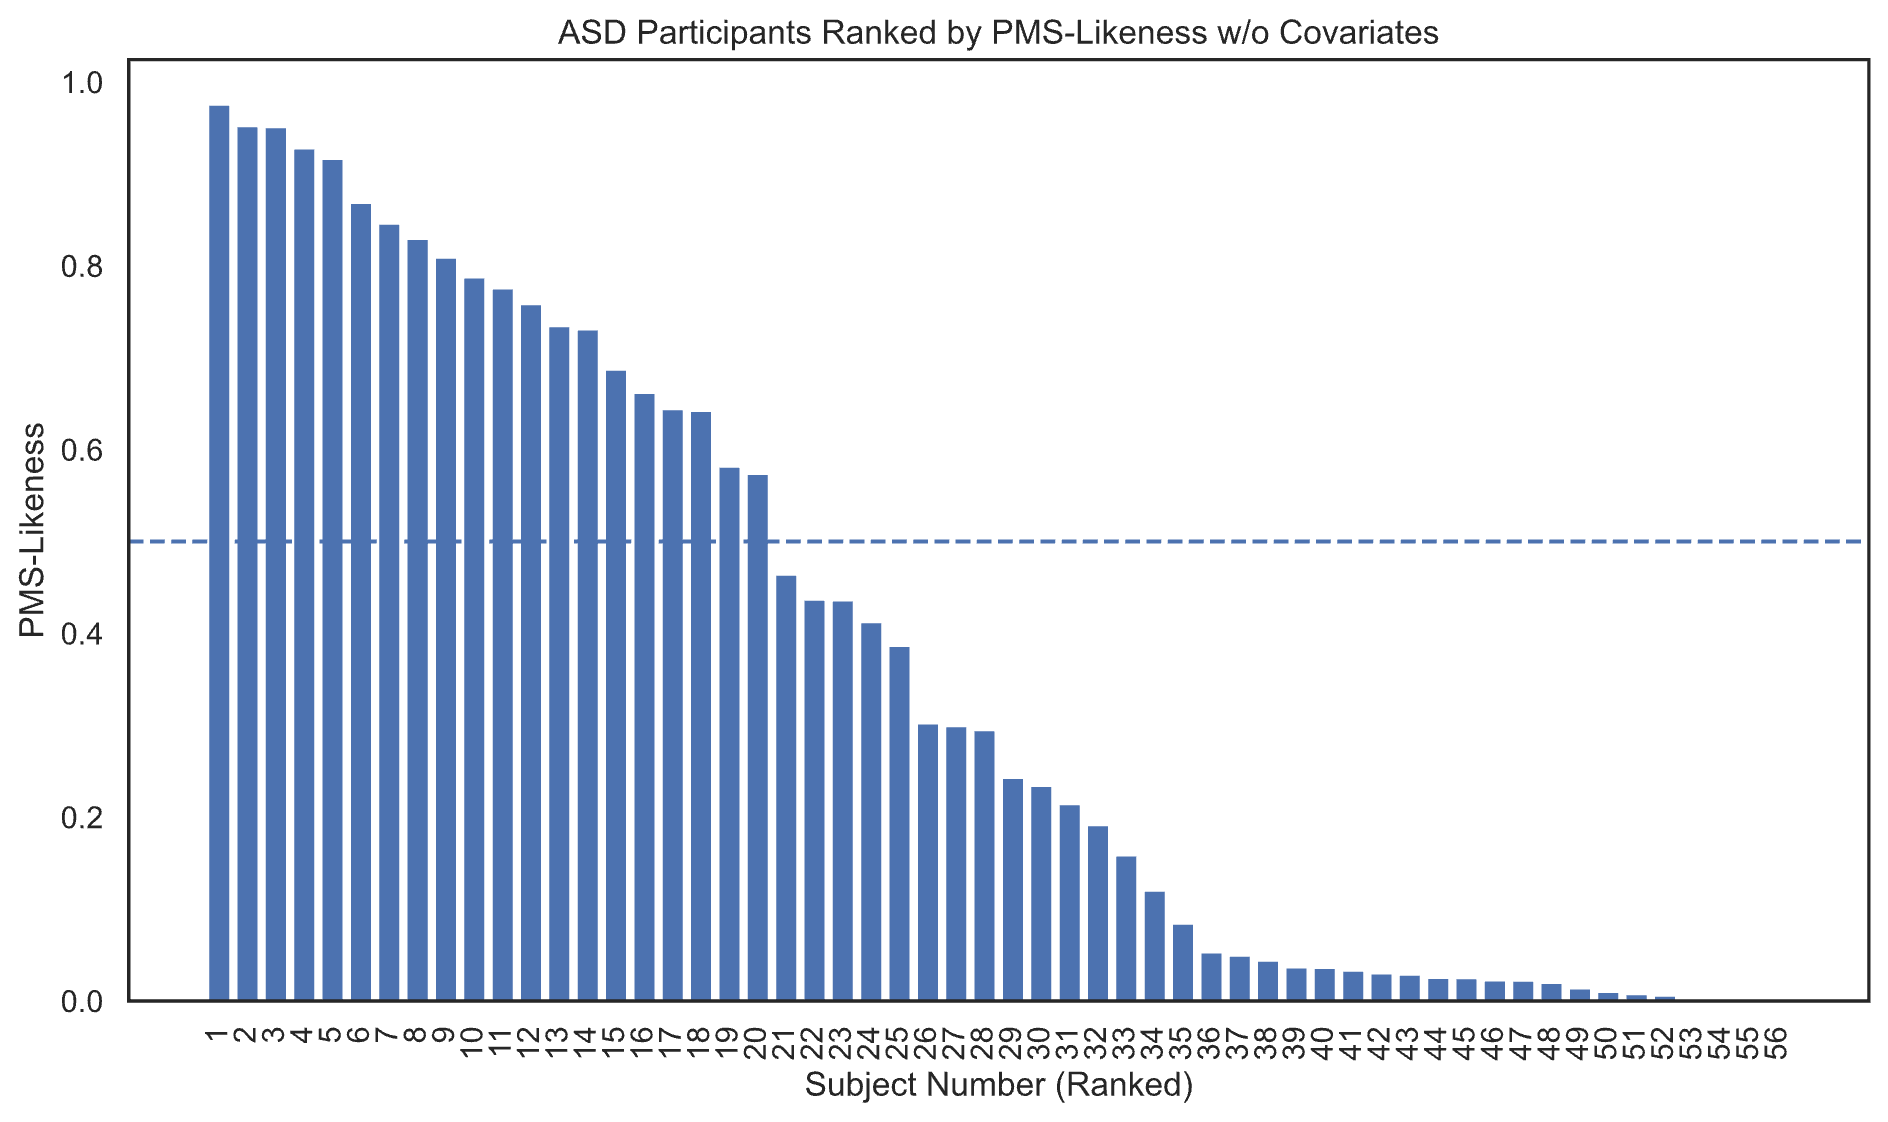 ASD Participants Ranked by PMS-Likeness w/o Covariates
PMS-Likeness
1.0
0.8
0.6
0.4
0.2
0.0
1 2 3 4 5 6 7 8 9 10 11 12 13 14 15 16 17 18 19 20 21 22 23 24 25 26 27 28 29 30 31 32 33 34 35 36 37 38 39 40 41 42 43 44 45 46 47 48 49 50 51 52 53 54 55 56
Subject Number (Ranked)